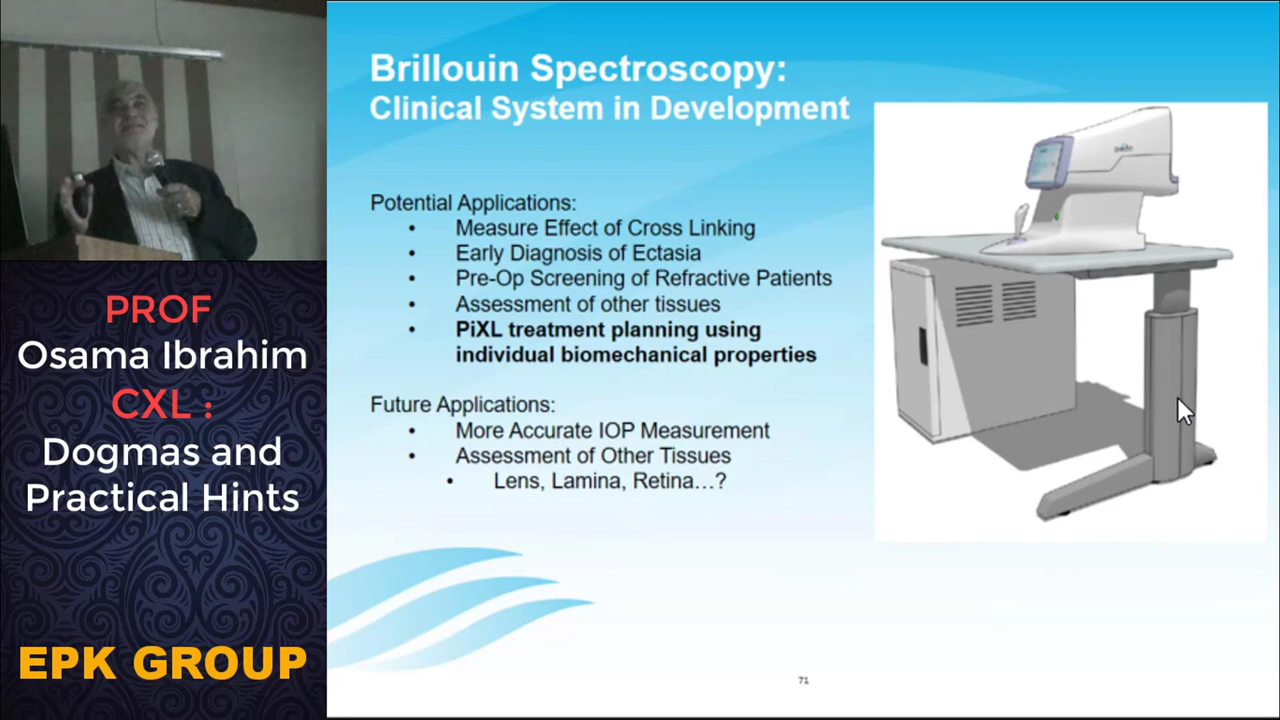 PROF
Osama Ibrahim
CXL :
Dogmas and
Practical Hints
EPK GROUP
Brillouin Spectroscopy:
Clinical System in Development
Potential Applications:
• Measure Effect of Cross Linking
• Early Diagnosis of Ectasia
• Pre-Op Screening of Refractive Patients
• Assessment of other tissues
• PiXL treatment planning using
individual biomechanical properties
Future Applications:
• More Accurate IOP Measurement
• Assessment of Other Tissues
• Lens, Lamina, Retina…?
71